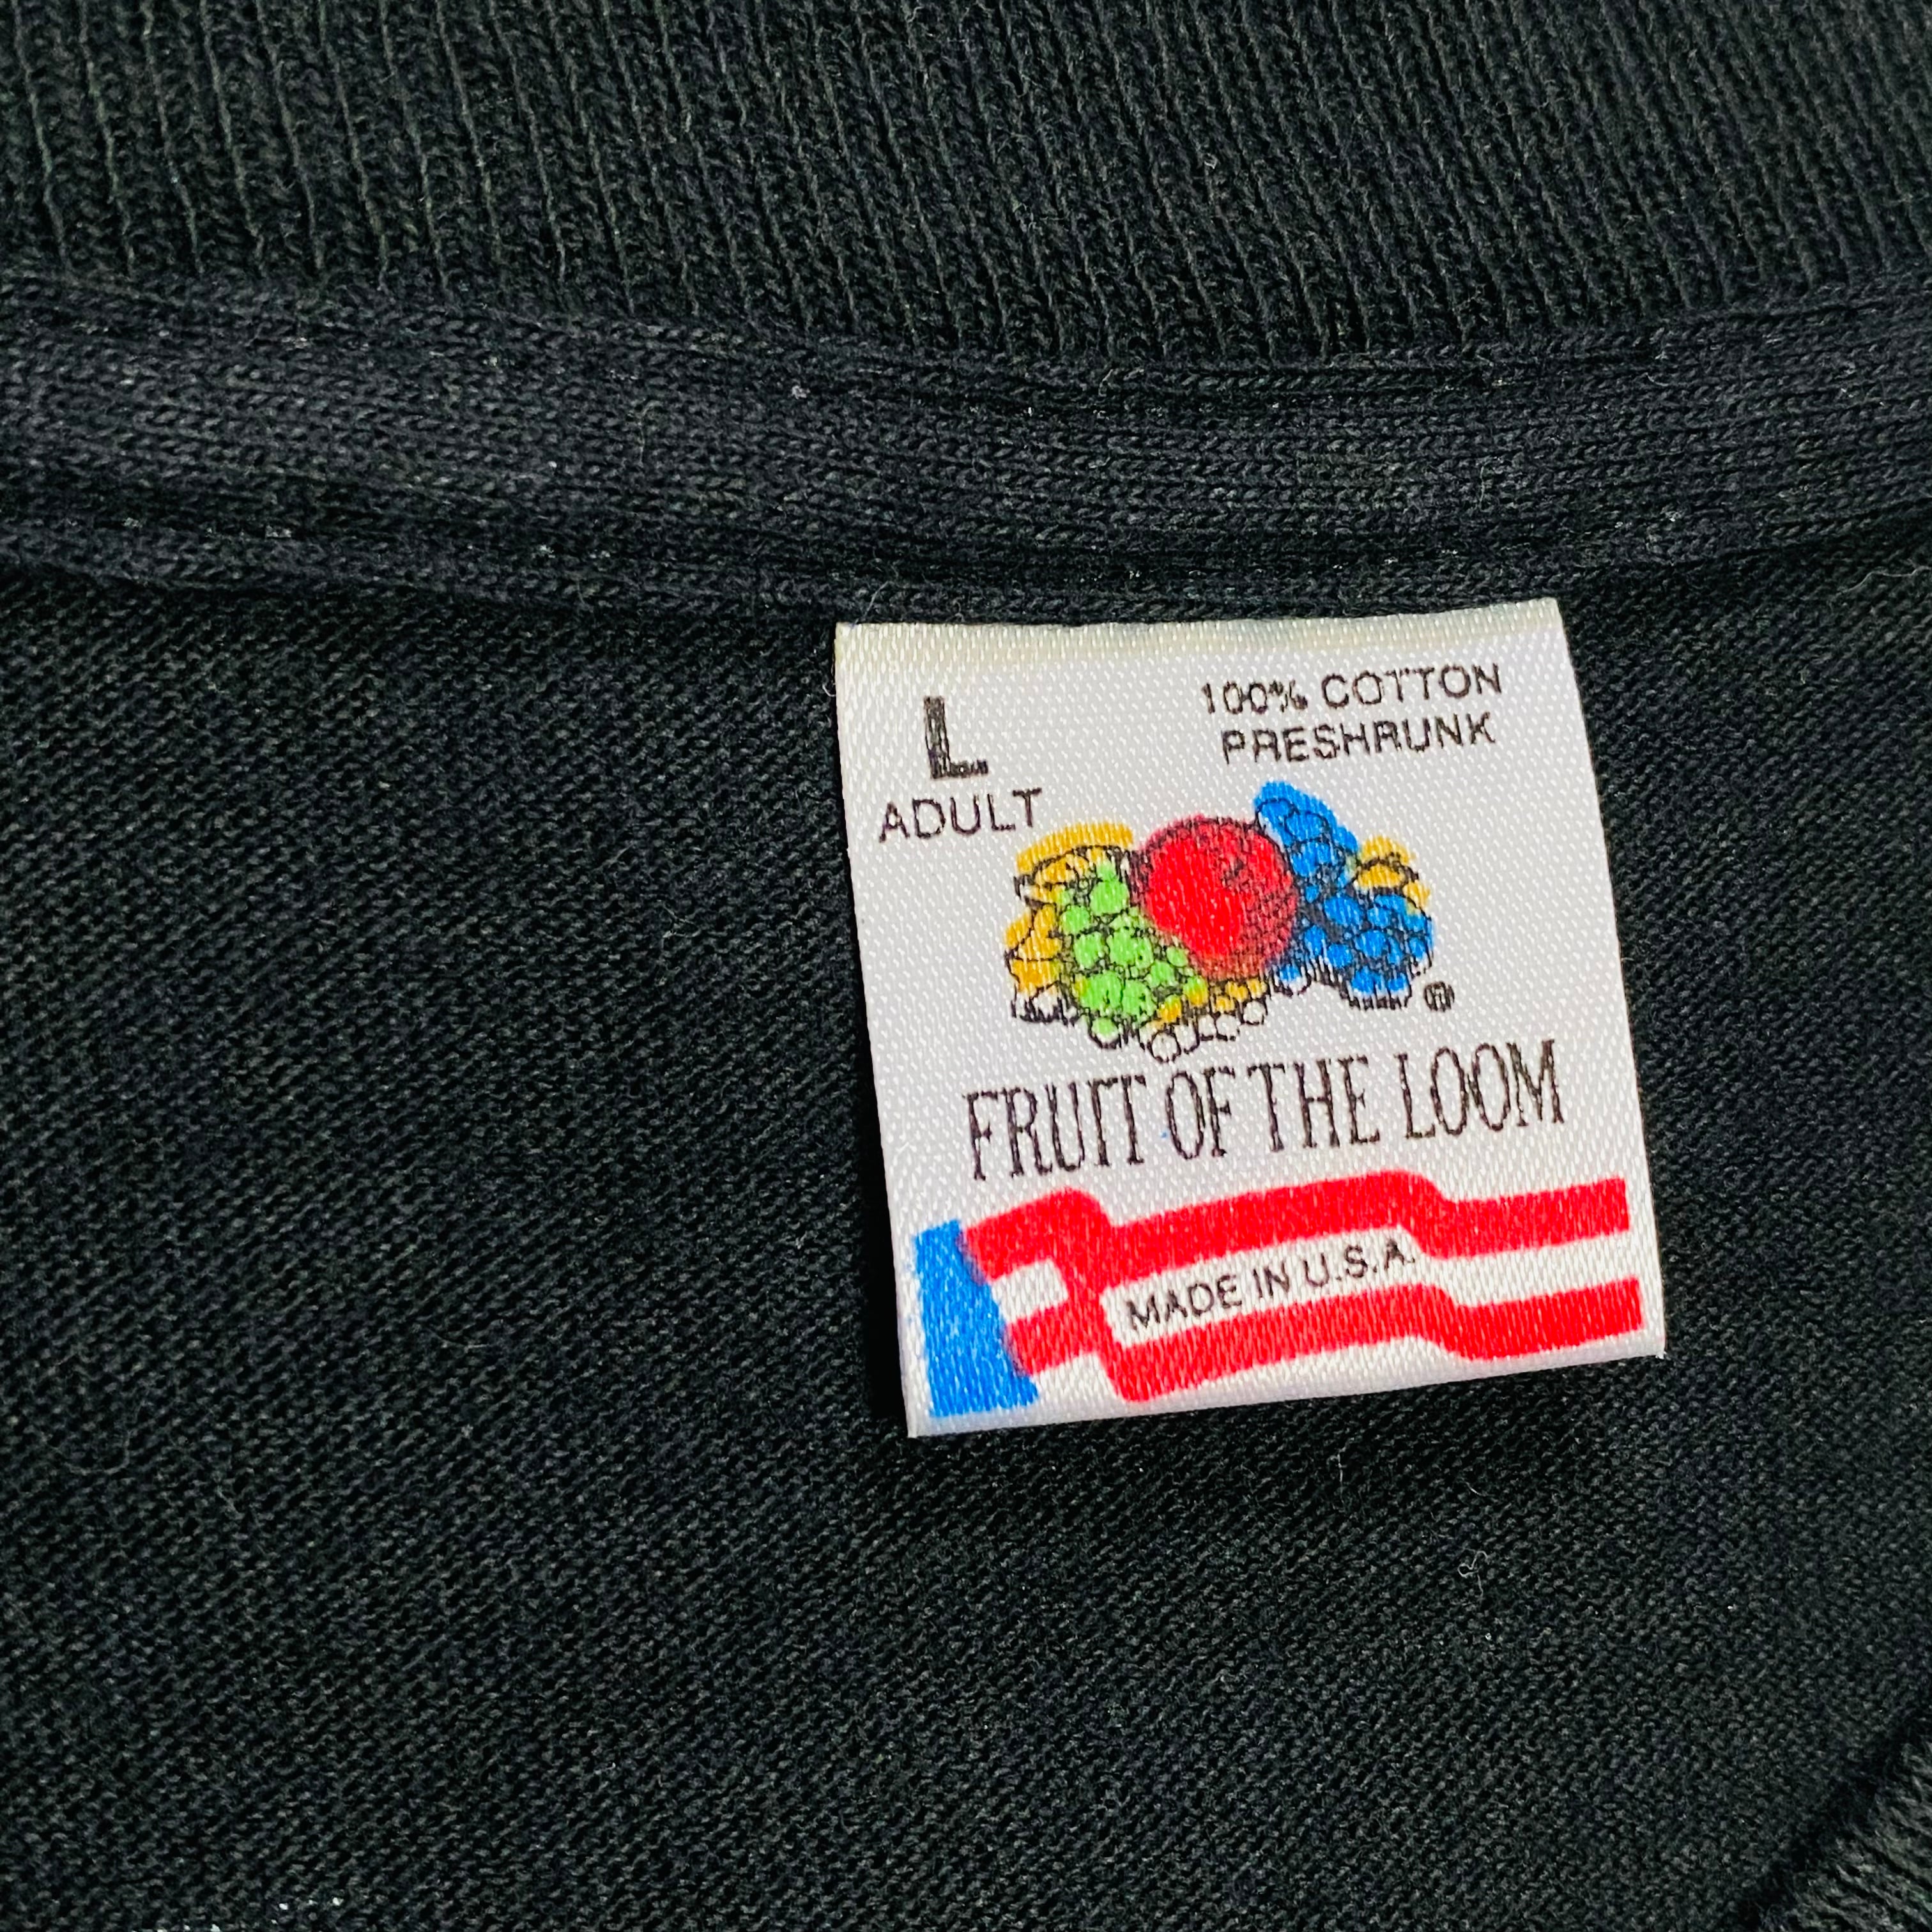 L
ADULT
100% COTTON
PRESHRUNK
®
FRUIT OF THE LOOM
MADE IN U.S.A.